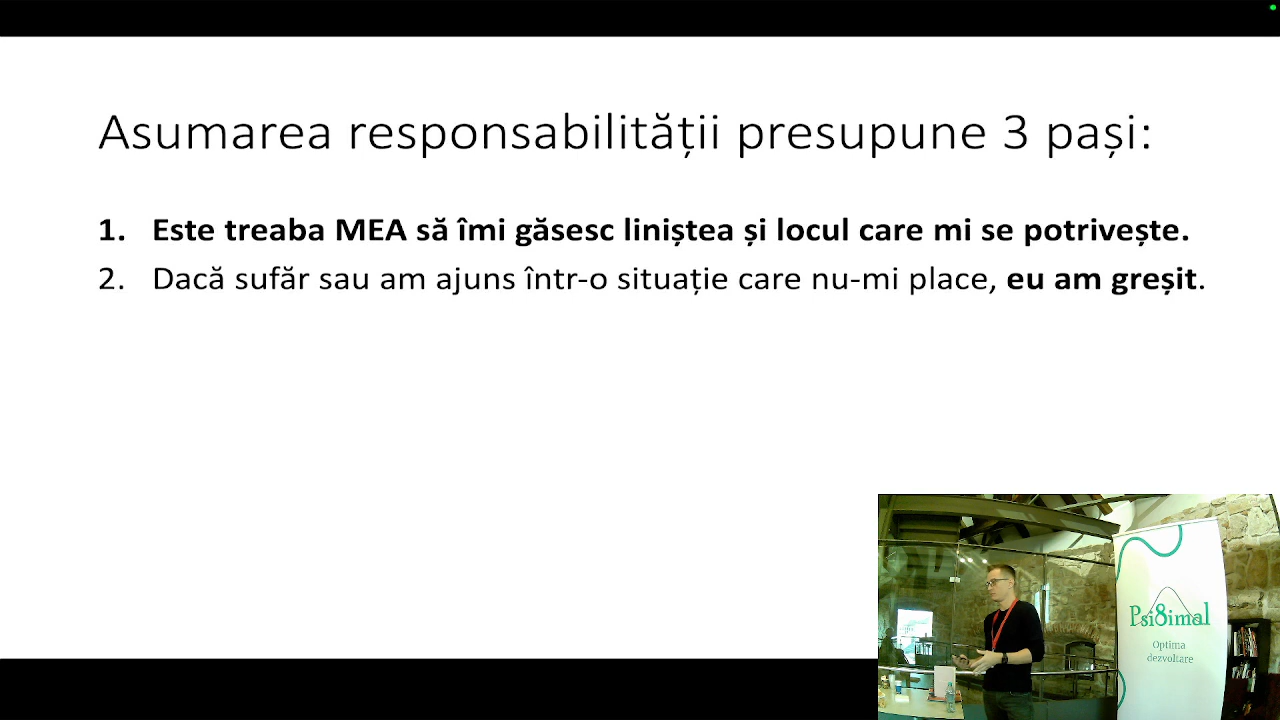 Asumarea responsabilității presupune 3 pași:
1. Este treaba MEA să îmi găsesc liniștea și locul care mi se potrivește.
2. Dacă sufăr sau am ajuns într-o situație care nu-mi place, eu am greșit.
Psi8imal
Optima
dezvoltare